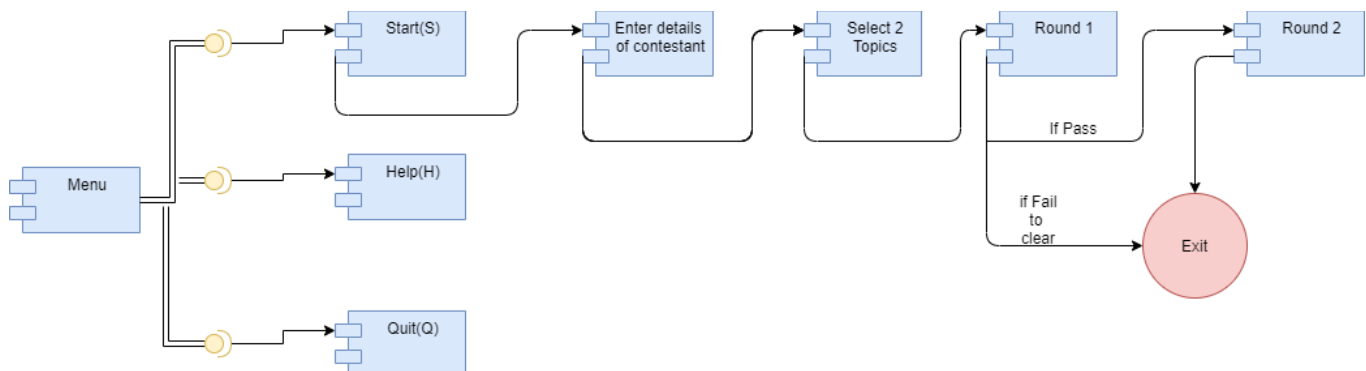 Start(S)
Enter details
of contestant
Select 2
Topics
Round 1
Round 2
If Pass
Menu
Help(H)
if Fail
to
clear
Exit
Quit(Q)